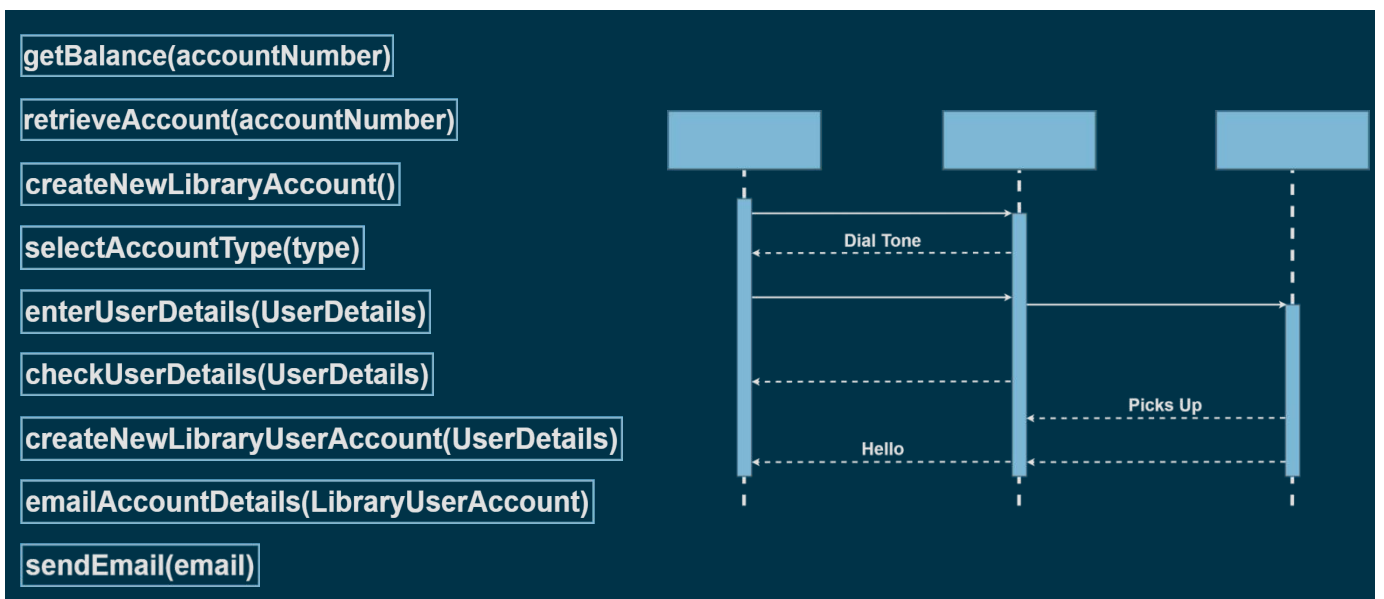 getBalance(accountNumber)
retrieveAccount(accountNumber)
createNewLibraryAccount()
selectAccountType(type)
enterUserDetails(UserDetails)
checkUserDetails(UserDetails)
createNewLibraryUserAccount(UserDetails)
emailAccountDetails(LibraryUserAccount)
sendEmail(email)
Dial Tone
Picks Up
Hello